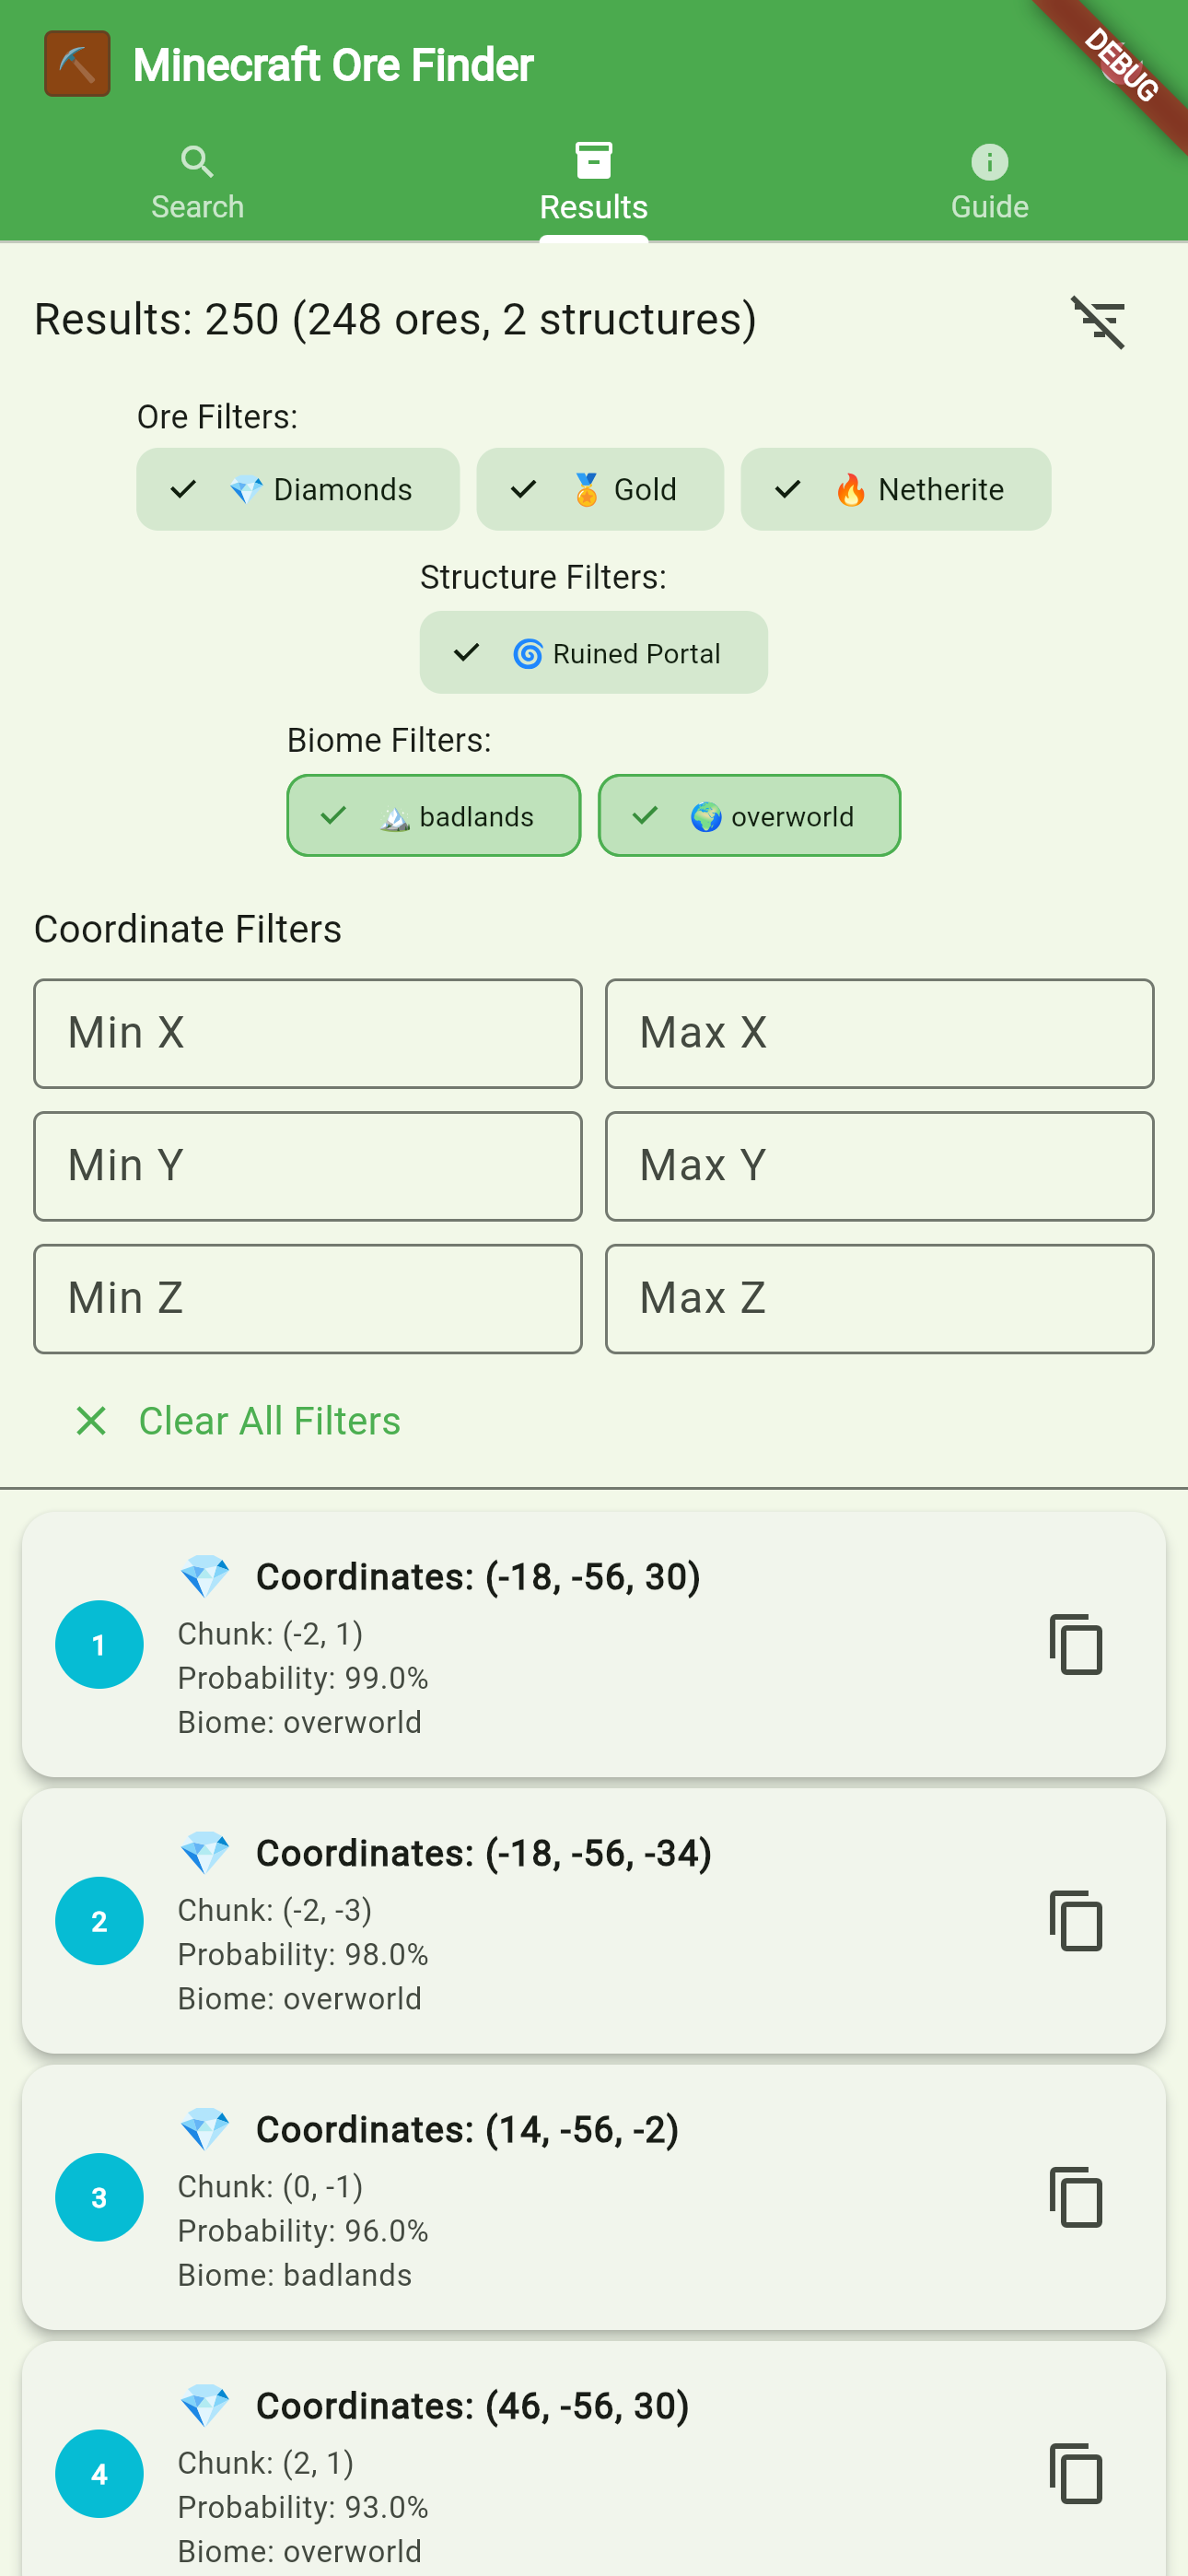 Minecraft Ore Finder
DEBUG
Search
Results
Guide
Results: 250 (248 ores, 2 structures)
Ore Filters:
Diamonds
Gold
Netherite
Structure Filters:
Ruined Portal
Biome Filters:
badlands
overworld
Coordinate Filters
Min X
Max X
Min Y
Max Y
Min Z
Max Z
Clear All Filters
Coordinates: (-18, -56, 30)
1
Chunk: (-2, 1)
Probability: 99.0%
Biome: overworld
Coordinates: (-18, -56, -34)
2
Chunk: (-2, -3)
Probability: 98.0%
Biome: overworld
Coordinates: (14, -56, -2)
3
Chunk: (0, -1)
Probability: 96.0%
Biome: badlands
Coordinates: (46, -56, 30)
4
Chunk: (2, 1)
Probability: 93.0%
Biome: overworld